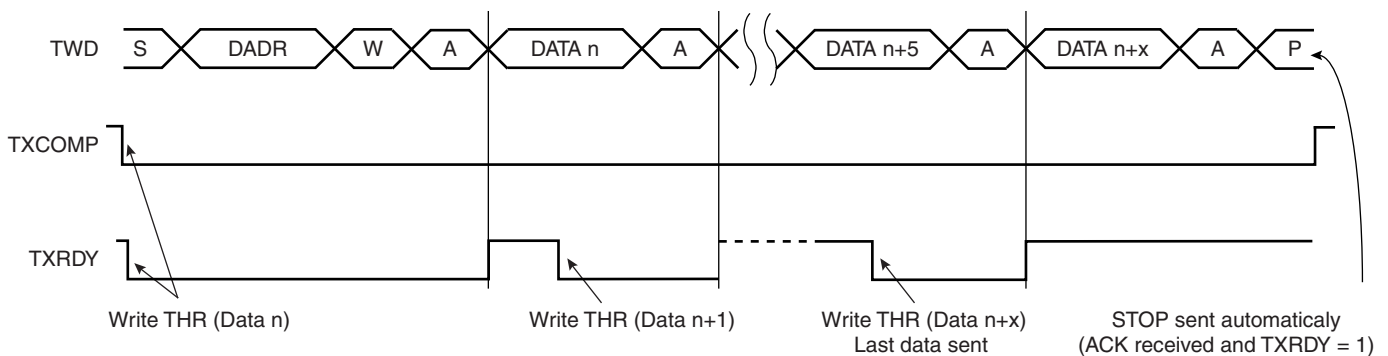 TWD S DADR W A DATA n A DATA n+5 A DATA n+x A P
TXCOMP
TXRDY
Write THR (Data n)
Write THR (Data n+1)
Write THR (Data n+x)
Last data sent
STOP sent automaticaly
(ACK received and TXRDY = 1)